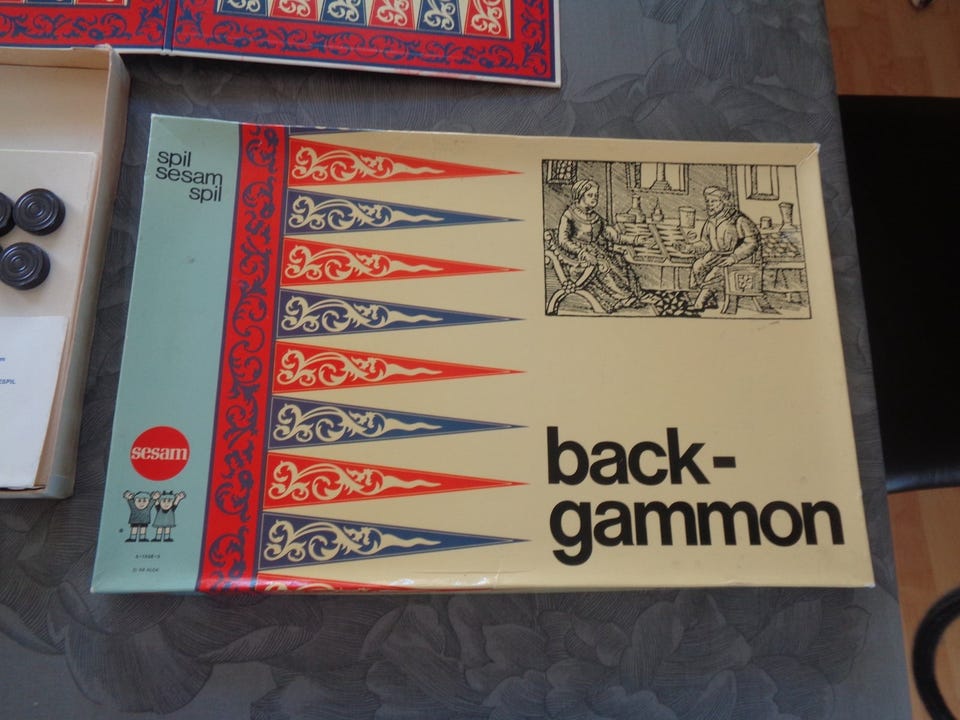 spil
sesam
spil
sesam
back-
gammon